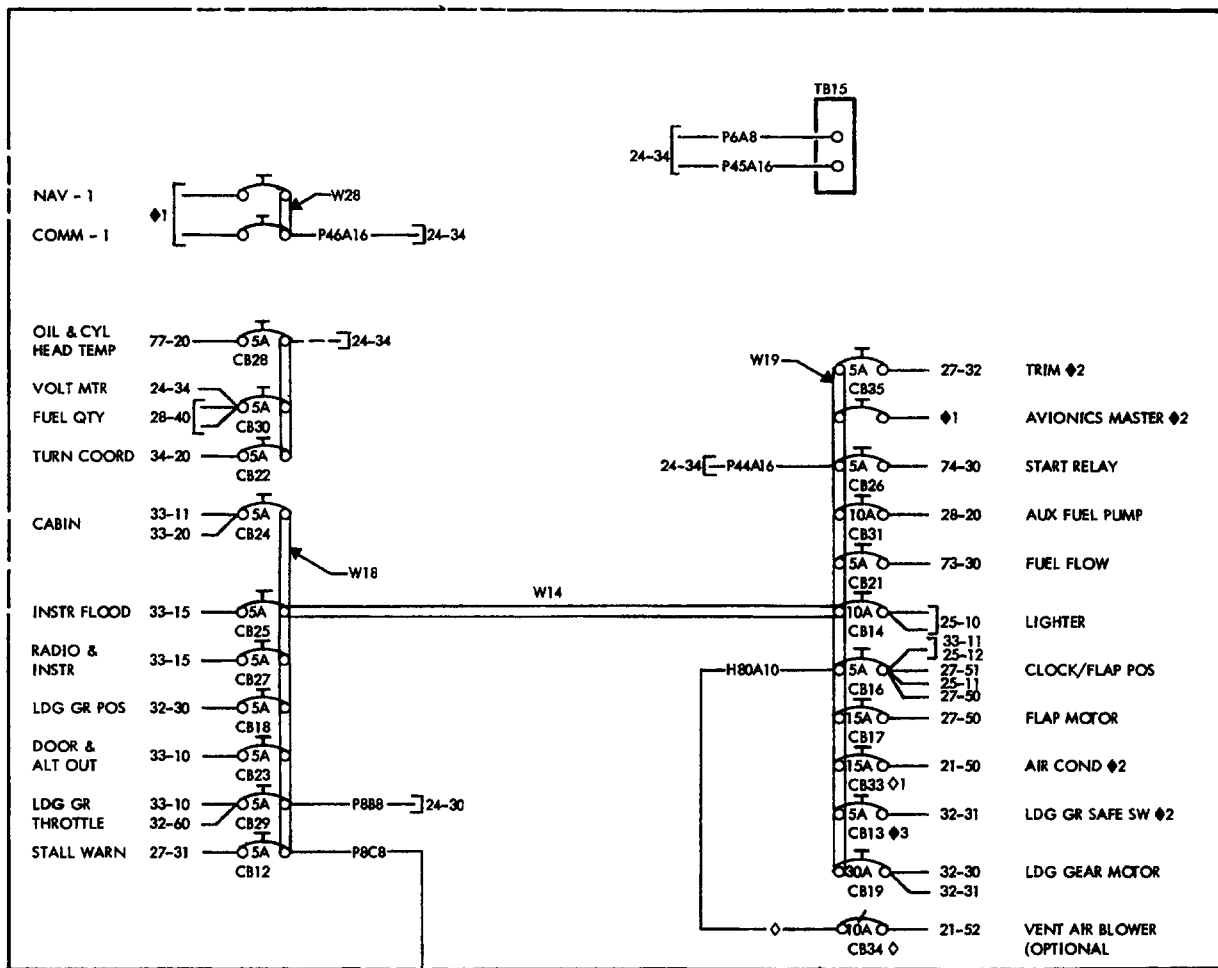 TB15
24-34 P6A8
P45A16
NAV - 1
W28
♦1
COMM - 1 P46A16 24-34
OIL & CYL
HEAD TEMP 77-20 5A 24-34
CB28
VOLT MTR 24-34
FUEL QTY 28-40 5A
CB30
TURN COORD 34-20 5A
CB22
CABIN 33-11 5A
33-20 CB24
W18
INSTR FLOOD 33-15 5A W14
CB25
RADIO &
INSTR 33-15 5A
CB27
LDG GR POS 32-30 5A
CB18
DOOR &
ALT OUT 33-10 5A
CB23
LDG GR 33-10 5A P8B8 24-30
THROTTLE 32-60 CB29
STALL WARN 27-31 5A P8C8
CB12
W19
5A 27-32 TRIM ♦2
CB35
♦1 AVIONICS MASTER ♦2
24-34 P44A16 5A 74-30 START RELAY
CB26
10A 28-20 AUX FUEL PUMP
CB31
5A 73-30 FUEL FLOW
CB21
10A 25-10 LIGHTER
CB14
33-11
25-12
H80A10 5A 27-51 CLOCK/FLAP POS
CB16 25-11
27-50
15A 27-50 FLAP MOTOR
CB17
15A 21-50 AIR COND ♦2
CB33 ◇1
5A 32-31 LDG GR SAFE SW ♦2
CB13 ♦3
30A 32-30 LDG GEAR MOTOR
CB19 32-31
◇ 10A 21-52 VENT AIR BLOWER
CB34 ◇ (OPTIONAL